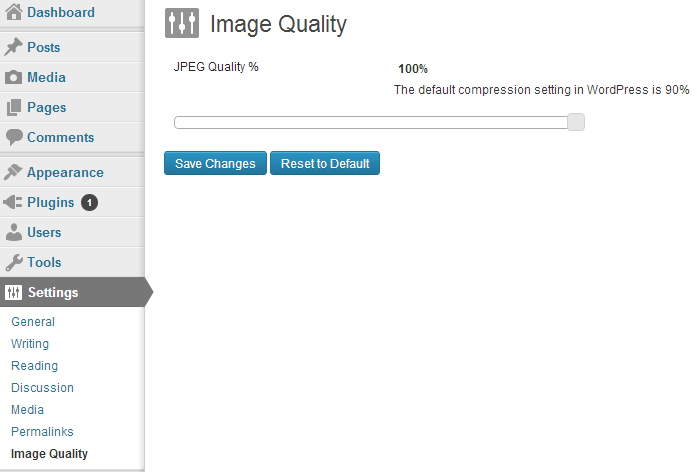 Dashboard
Posts
Media
Pages
Comments
Appearance
Plugins 1
Users
Tools
Settings
General
Writing
Reading
Discussion
Media
Permalinks
Image Quality
Image Quality
JPEG Quality %
100%
The default compression setting in WordPress is 90%
Save Changes
Reset to Default